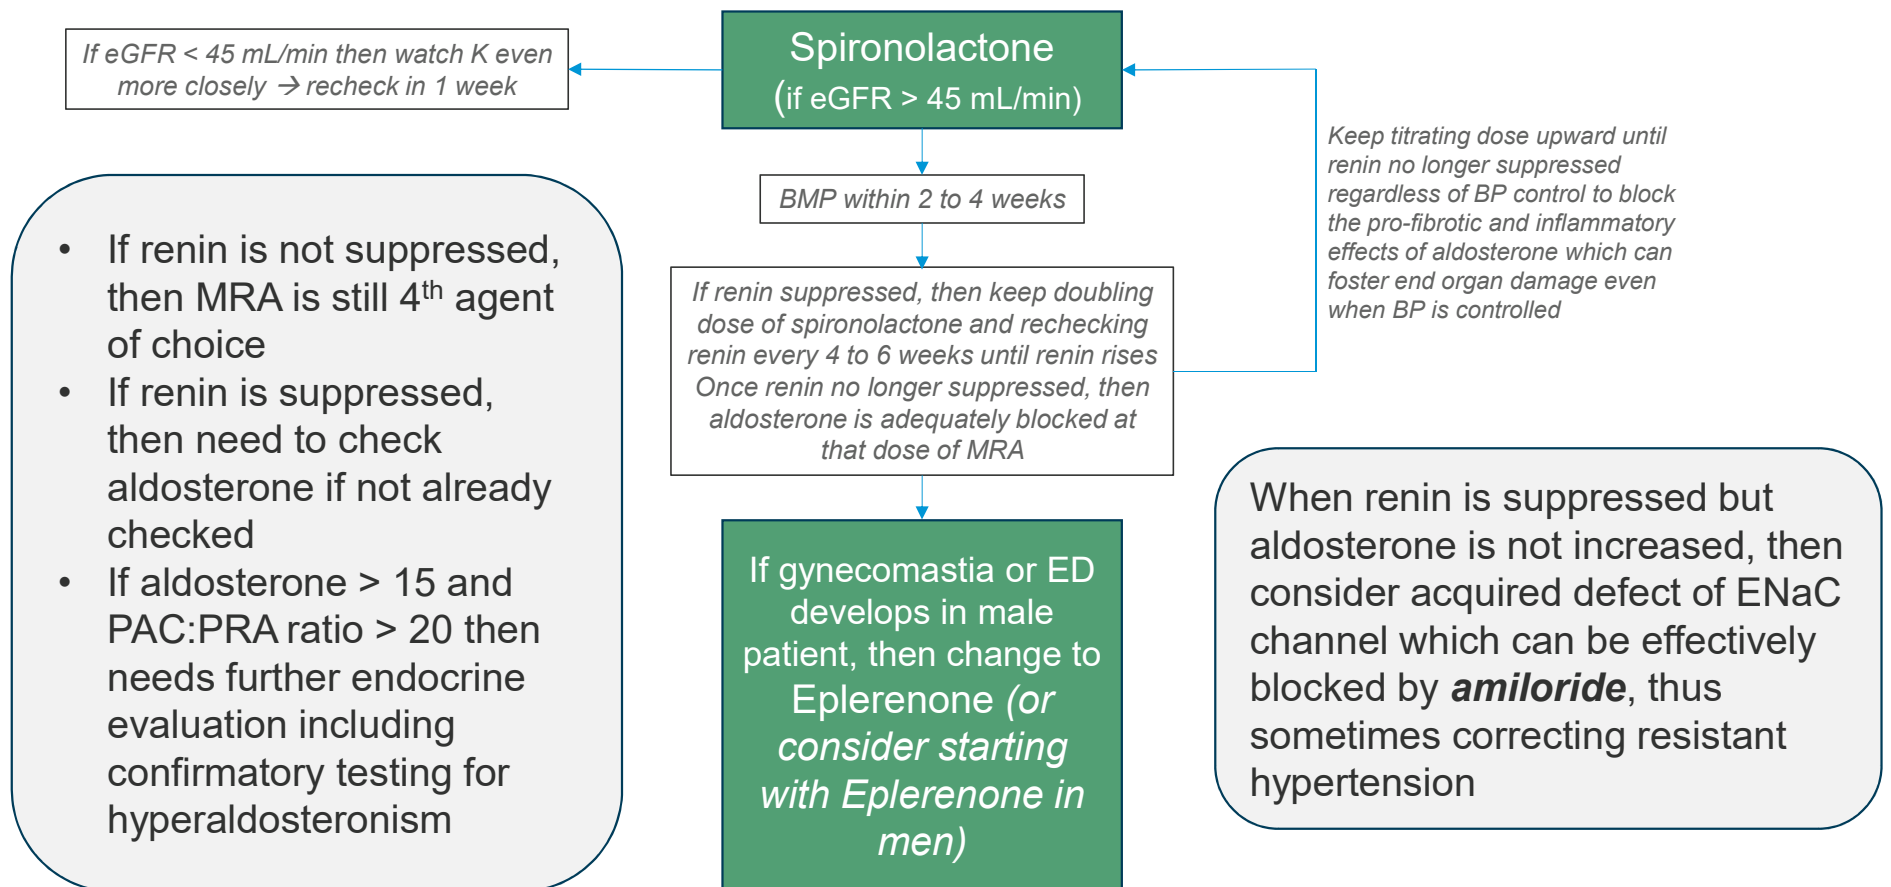 If eGFR < 45 mL/min then watch K even
more closely → recheck in 1 week
Spironolactone
(if eGFR > 45 mL/min)
Keep titrating dose upward until
renin no longer suppressed
regardless of BP control to block
the pro-fibrotic and inflammatory
effects of aldosterone which can
foster end organ damage even
when BP is controlled
BMP within 2 to 4 weeks
• If renin is not suppressed,
then MRA is still 4th agent
of choice
• If renin is suppressed,
then need to check
aldosterone if not already
checked
• If aldosterone > 15 and
PAC:PRA ratio > 20 then
needs further endocrine
evaluation including
confirmatory testing for
hyperaldosteronism
If renin suppressed, then keep doubling
dose of spironolactone and rechecking
renin every 4 to 6 weeks until renin rises
Once renin no longer suppressed, then
aldosterone is adequately blocked at
that dose of MRA
If gynecomastia or ED
develops in male
patient, then change to
Eplerenone (or
consider starting
with Eplerenone in
men)
When renin is suppressed but
aldosterone is not increased, then
consider acquired defect of ENaC
channel which can be effectively
blocked by amiloride, thus
sometimes correcting resistant
hypertension